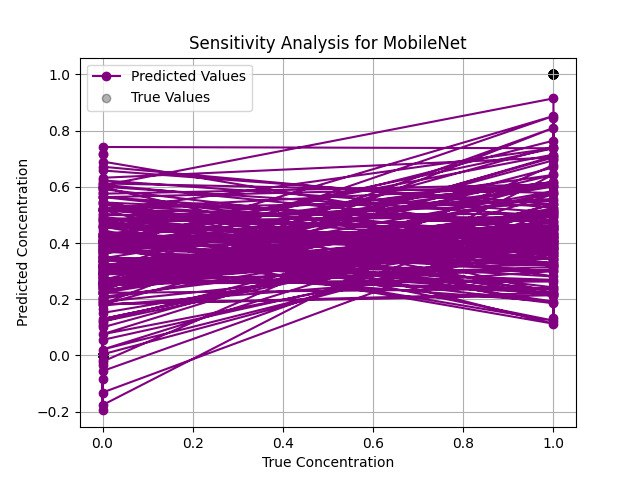 Sensitivity Analysis for MobileNet
Predicted Values
True Values
Predicted Concentration
1.0
0.8
0.6
0.4
0.2
0.0
−0.2
0.0 0.2 0.4 0.6 0.8 1.0
True Concentration